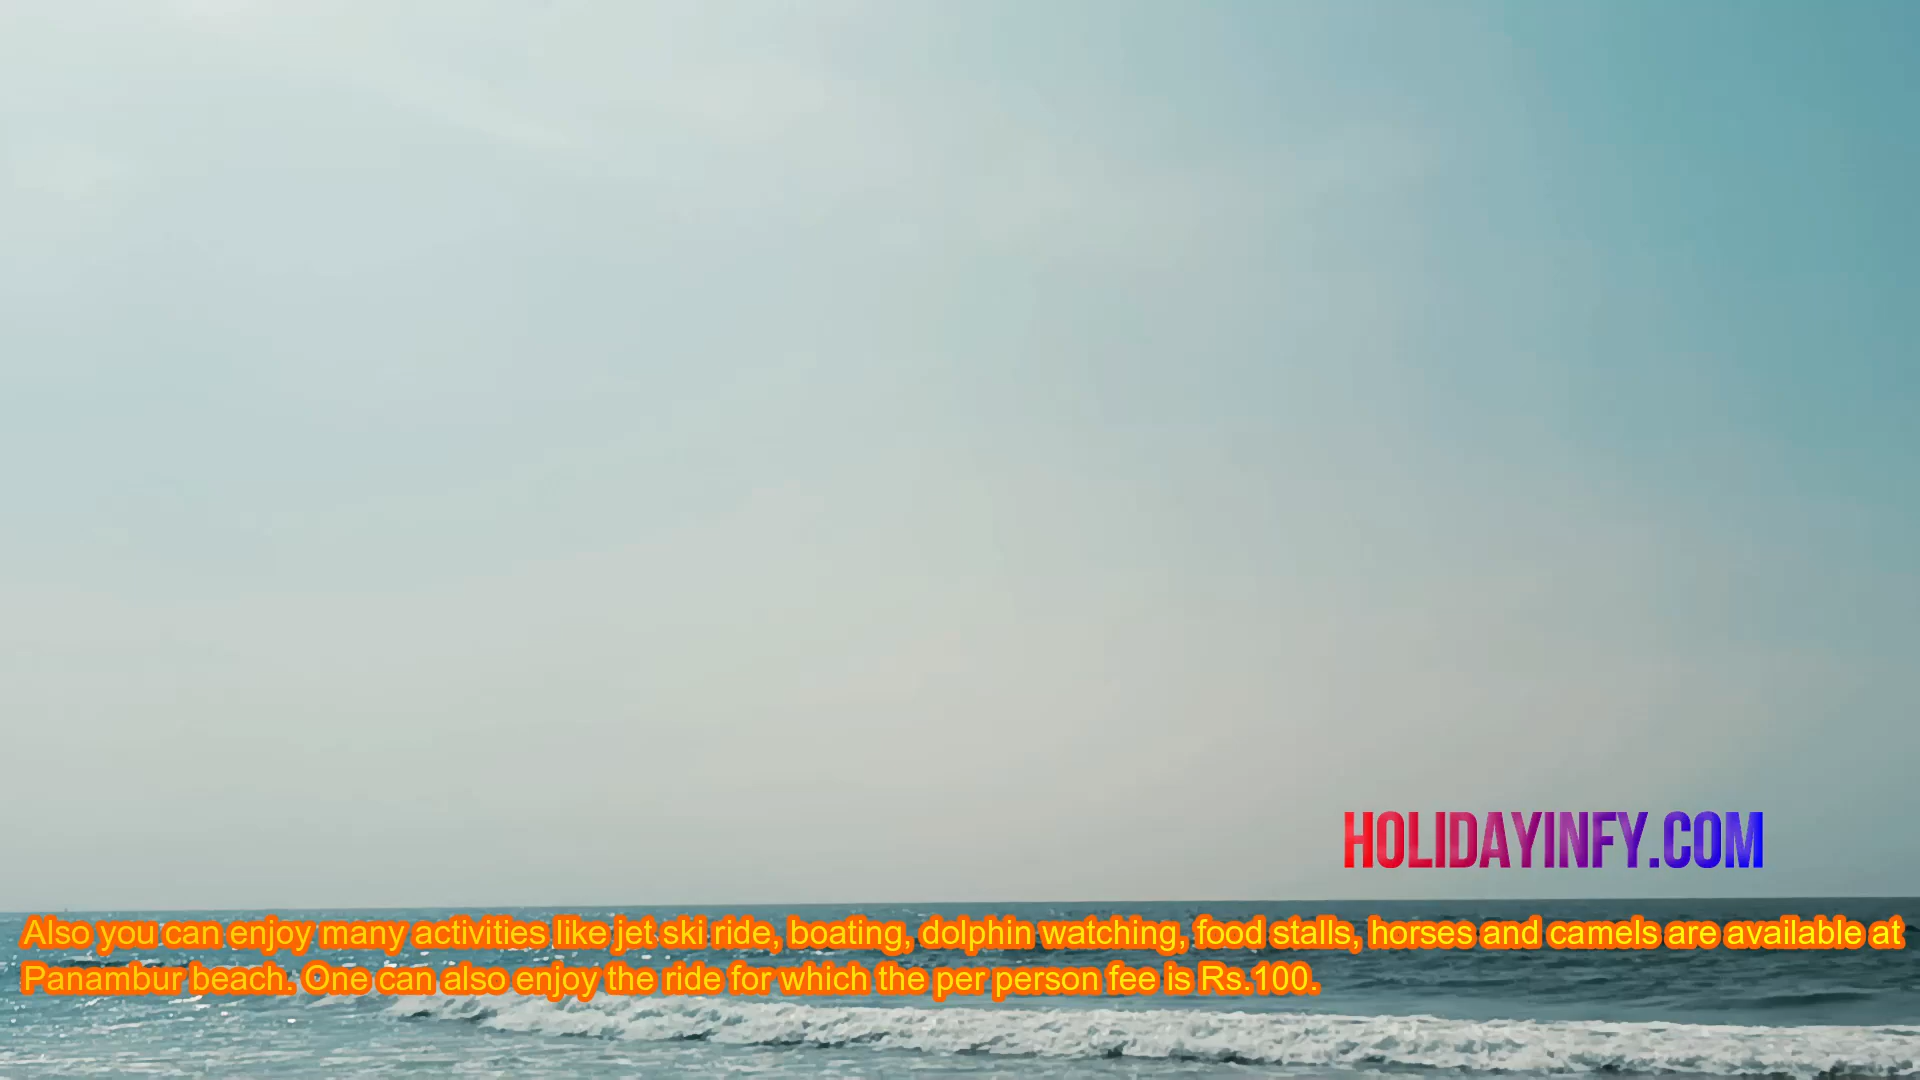 HOLIDAYINFY.COM
Also you can enjoy many activities like jet ski ride, boating, dolphin watching, food stalls, horses and camels are available at
Panambur beach. One can also enjoy the ride for which the per person fee is Rs.100.